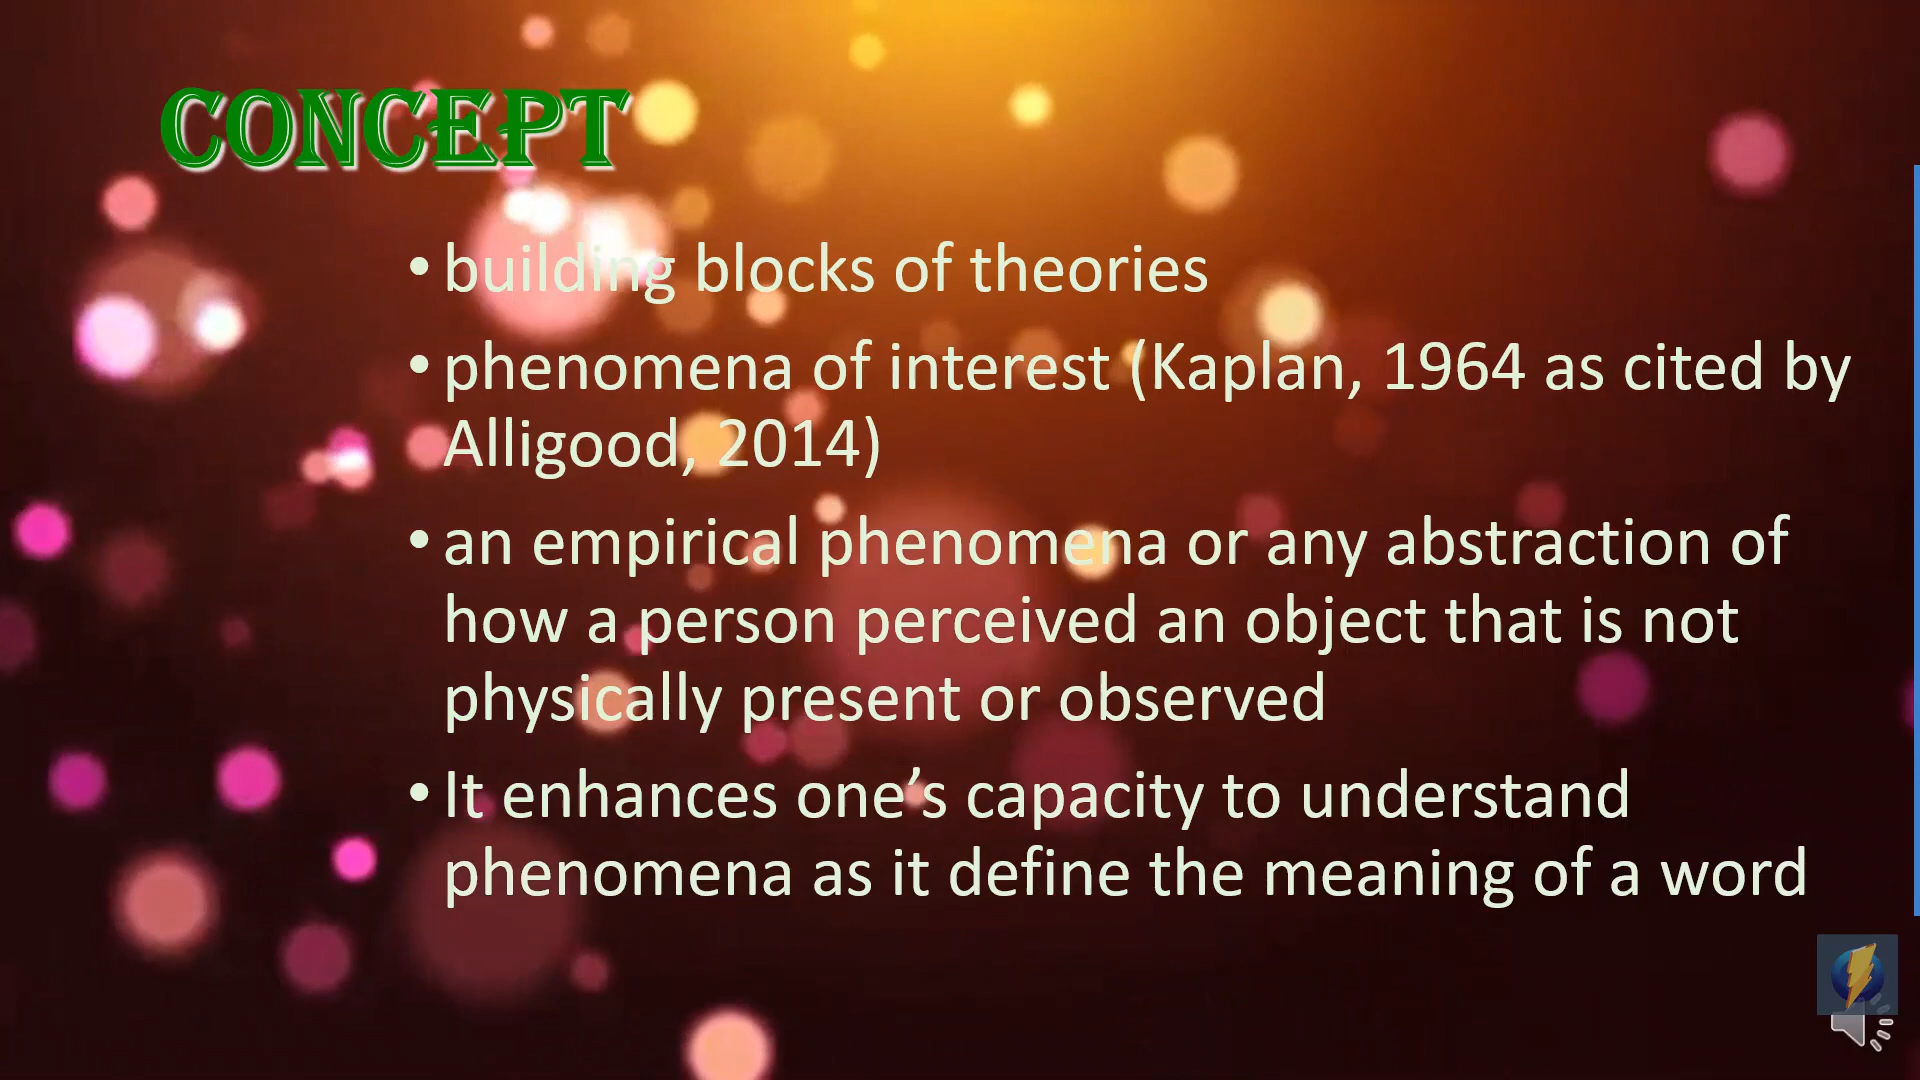 CONCEPT
• building blocks of theories
• phenomena of interest (Kaplan, 1964 as cited by
Alligood, 2014)
• an empirical phenomena or any abstraction of
how a person perceived an object that is not
physically present or observed
• It enhances one’s capacity to understand
phenomena as it define the meaning of a word